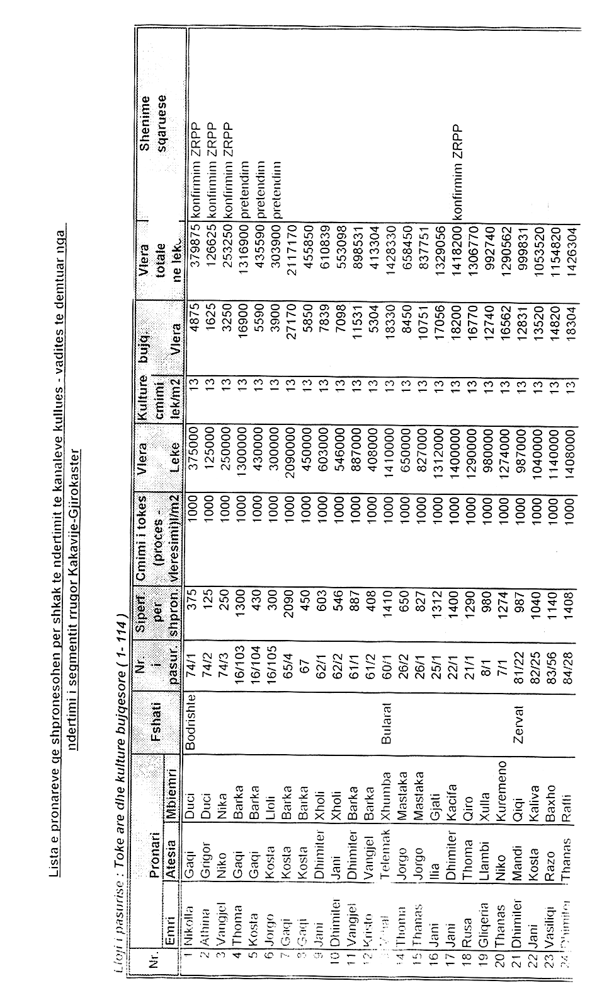 Lista e pronareve qe shpronesohen per shkak te ndertimit te kanaleve kullues - vadites te demtuar nga
ndertimi i segmentit rrugor Kakavije-Gjirokaster
Lloji i pasurise : Toke are dhe kulture bujqesore ( 1- 114 )
Nr. Pronari Fshati Nr. Siperf. Cmimi i tokes Vlera Kulture bujq. Vlera Shenime
i per (proces - cmimi totale sqaruese
Emri Atesia Mbiemri pasur. shpron. vleresimi)l/m2 Leke lek/m2 Vlera ne leke
1 Nikolla Gaqi Duci Bodrishte 74/1 375 1000 375000 13 4875 379875 konfirmim ZRPP
2 Athina Grigor Duci 74/2 125 1000 125000 13 1625 126625 konfirmim ZRPP
3 Vangjel Niko Nika 74/3 250 1000 250000 13 3250 253250 konfirmim ZRPP
4 Thoma Gaqi Barka 16/103 1300 1000 1300000 13 16900 1316900 pretendim
5 Kosta Gaqi Barka 16/104 430 1000 430000 13 5590 435590 pretendim
6 Jorgo Kosta Lloli 16/105 300 1000 300000 13 3900 303900 pretendim
7 Gaqi Kosta Barka 65/4 2090 1000 2090000 13 27170 2117170
8 Gaqi Kosta Barka 67 450 1000 450000 13 5850 455850
9 Jani Dhimiter Xholi 62/1 603 1000 603000 13 7839 610839
10 Dhimiter Jani Xholi 62/2 546 1000 546000 13 7098 553098
11 Vangjel Dhimiter Barka 61/1 887 1000 887000 13 11531 898531
12 Kristo Vangjel Barka 61/2 408 1000 408000 13 5304 413304
Telemak Xhumba Bularat 60/1 1410 1000 1410000 13 18330 1428330
14 Thoma Jorgo Mastaka 26/2 650 1000 650000 13 8450 658450
15 Thanas Jorgo Mastaka 26/1 827 1000 827000 13 10751 837751
16 Jani Ilia Gjati 25/1 1312 1000 1312000 13 17056 1329056
17 Jani Dhimiter Kacifa 22/1 1400 1000 1400000 13 18200 1418200 konfirmim ZRPP
18 Rusa Thoma Qiro 21/1 1290 1000 1290000 13 16770 1306770
19 Gliqeria Llambi Xulla 8/1 980 1000 980000 13 12740 992740
20 Thanas Niko Kuremeno 7/1 1274 1000 1274000 13 16562 1290562
21 Dhimiter Mandi Qiqi Zervat 81/22 987 1000 987000 13 12831 999831
22 Jani Kosta Kaliva 82/25 1040 1000 1040000 13 13520 1053520
23 Vasiliqi Razo Baxho 83/56 1140 1000 1140000 13 14820 1154820
24 Dhimiter Thanas Rafti 84/28 1408 1000 1408000 13 18304 1426304